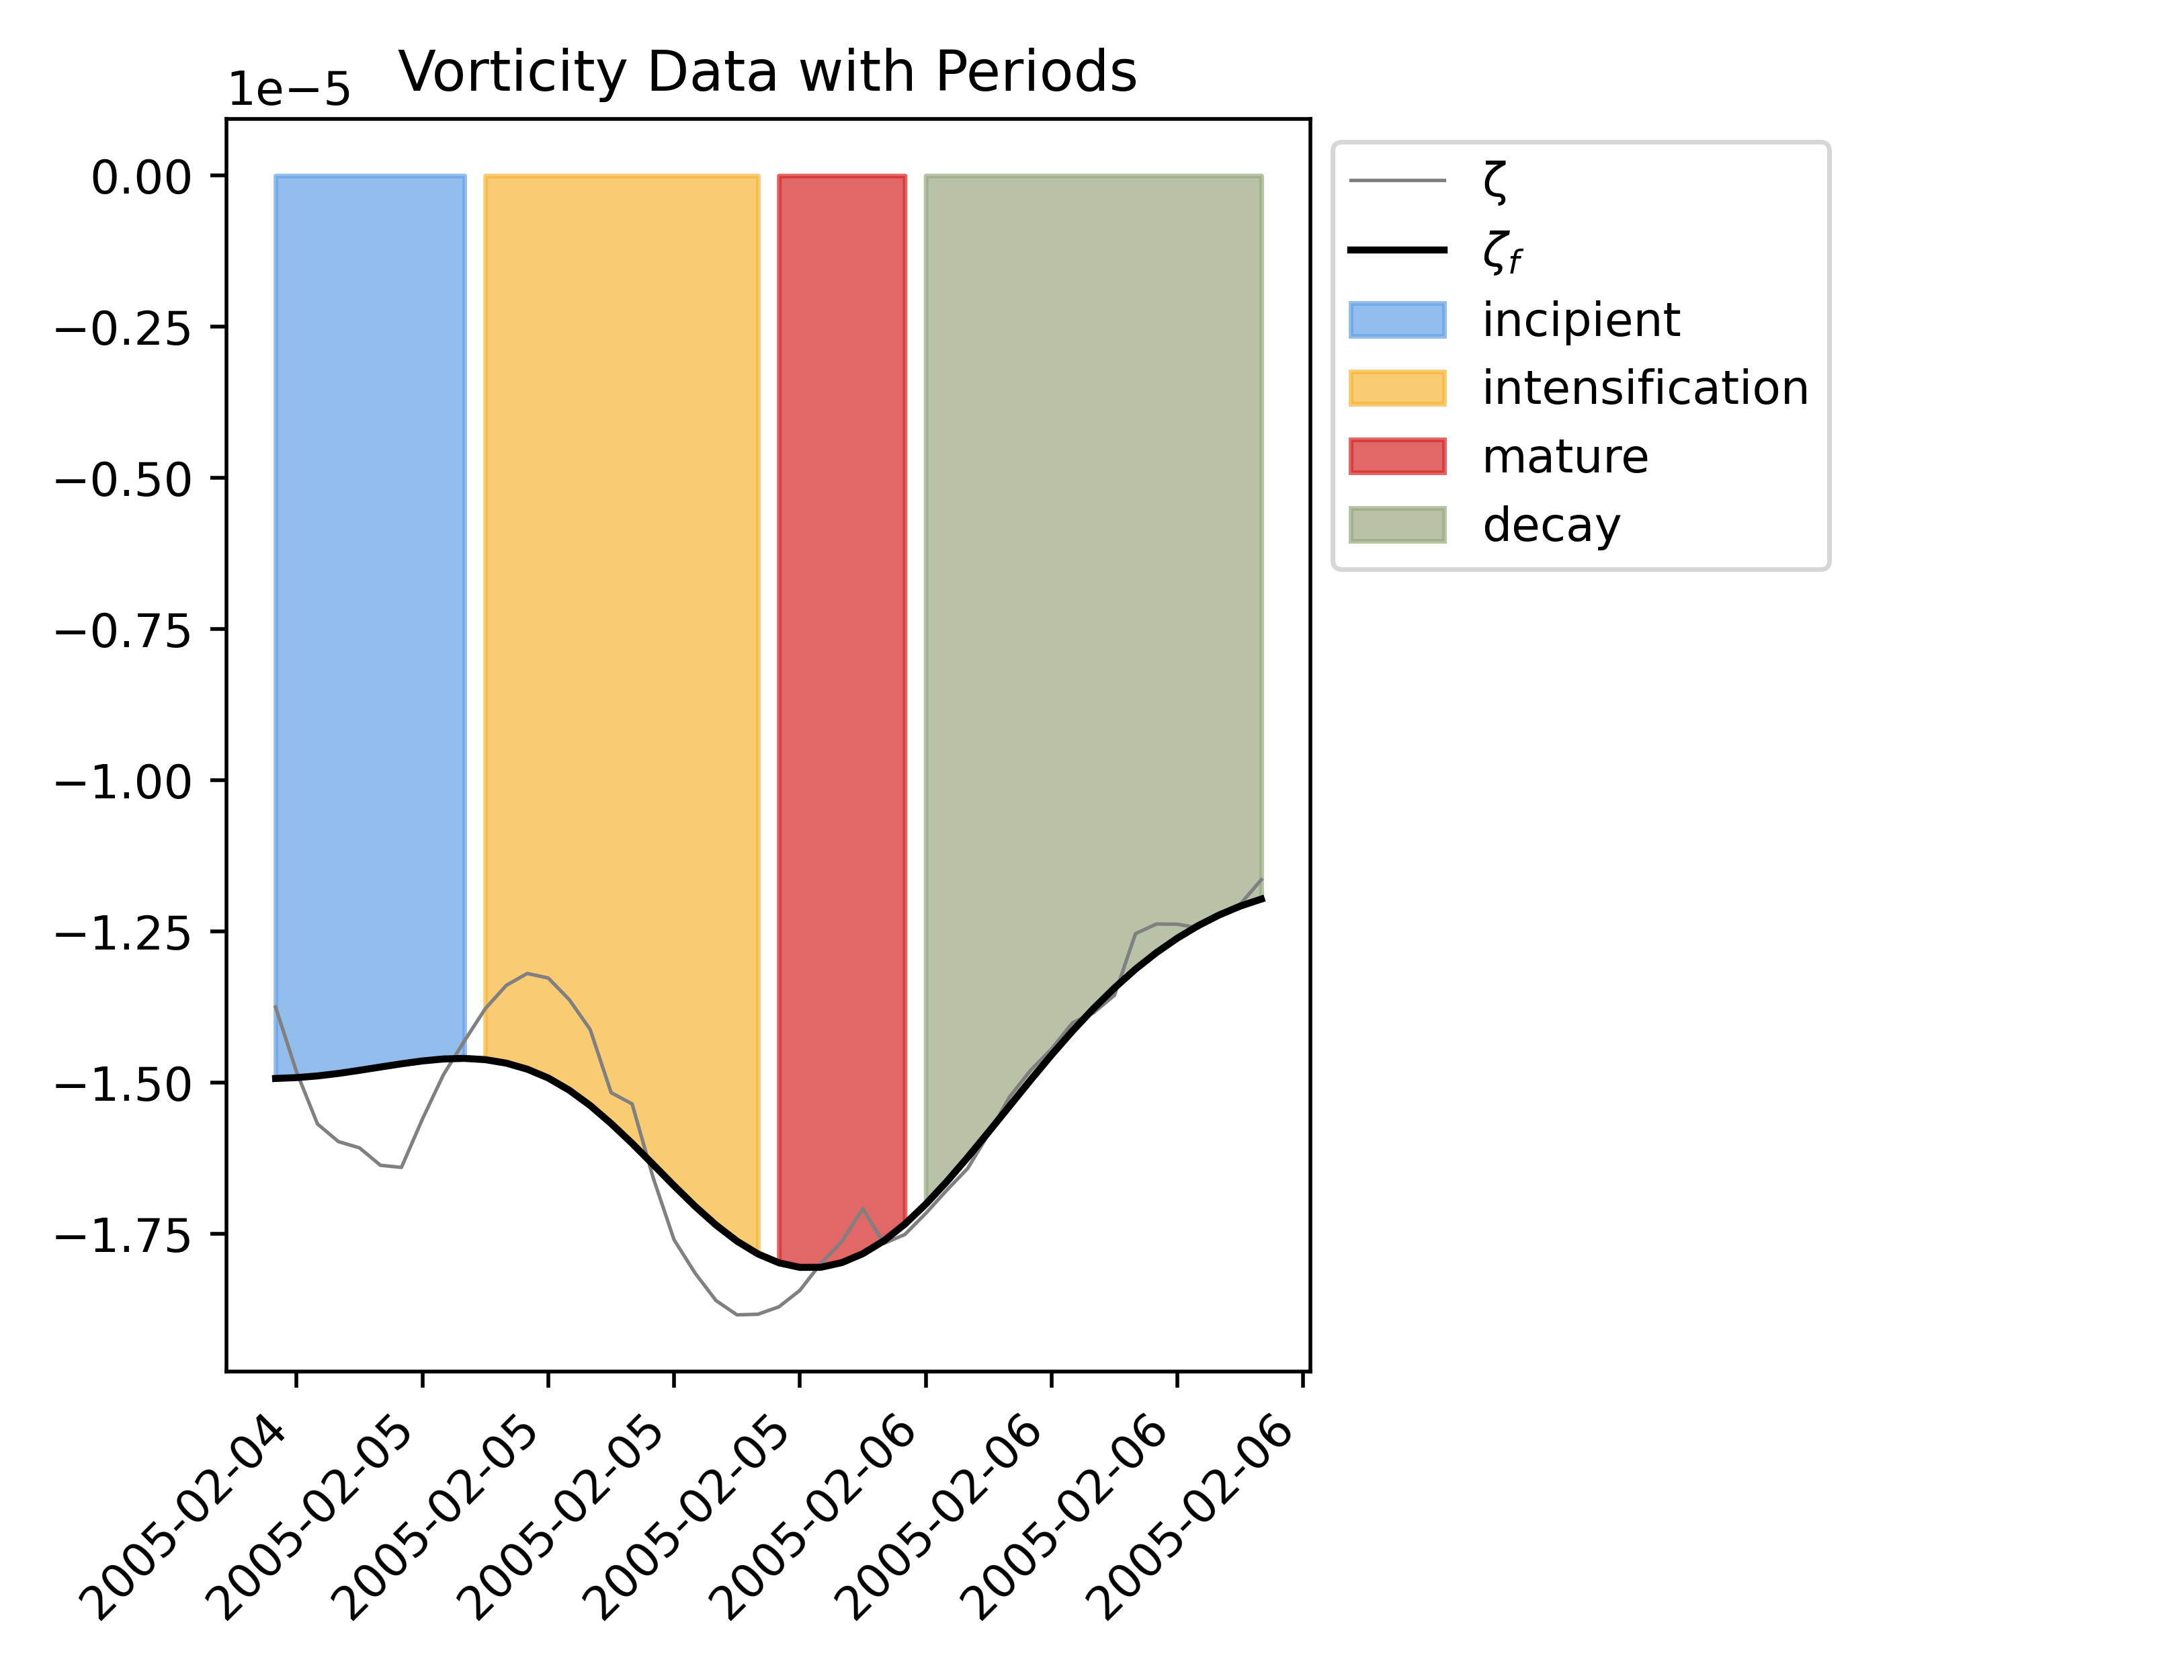 Vorticity Data with Periods
1e−5
0.00
−0.25
−0.50
−0.75
−1.00
−1.25
−1.50
−1.75
2005-02-04
2005-02-05
2005-02-05
2005-02-05
2005-02-05
2005-02-06
2005-02-06
2005-02-06
2005-02-06
ζ
ζf
incipient
intensification
mature
decay